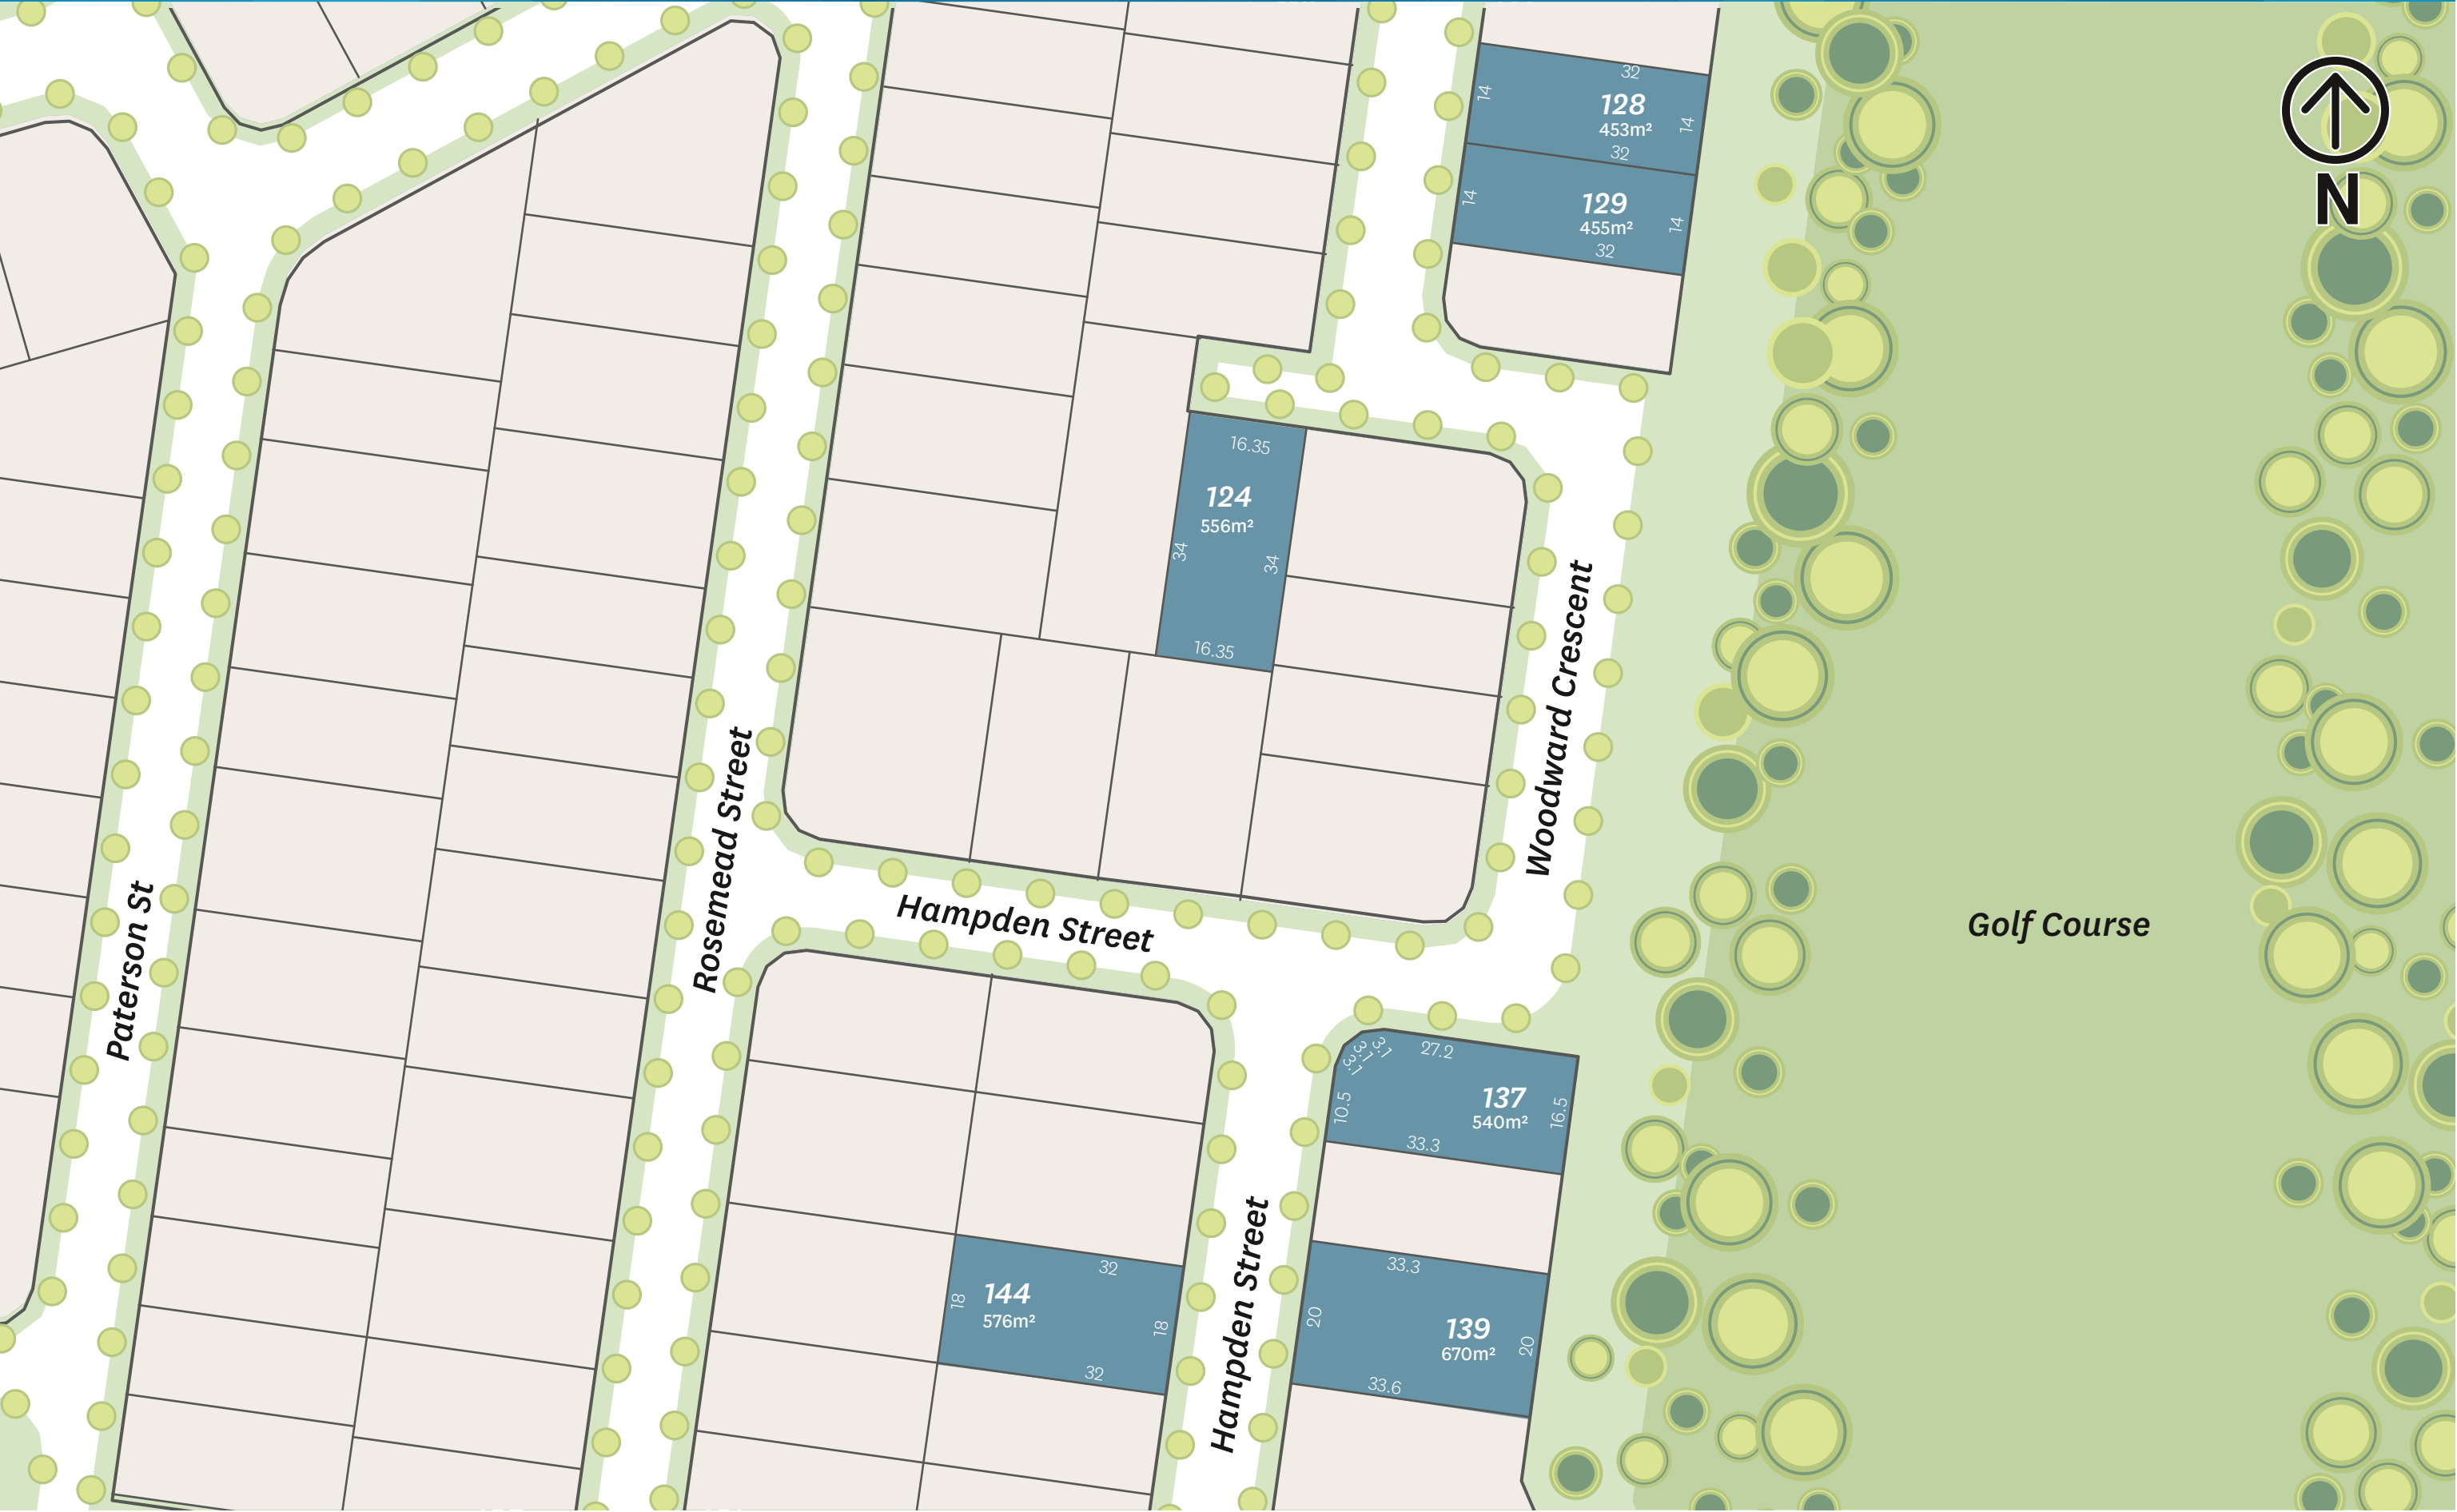 32
14
128
453m²
14
32
14
129
455m²
14
32
N
16.35
124
556m²
34
34
16.35
Woodward Crescent
Rosemead Street
Hampden Street
Paterson St
Golf Course
3.1
3.1
3.1
27.2
10.5
137
540m²
16.5
33.3
Hampden Street
32
18
144
576m²
18
32
33.3
20
139
670m²
20
33.6